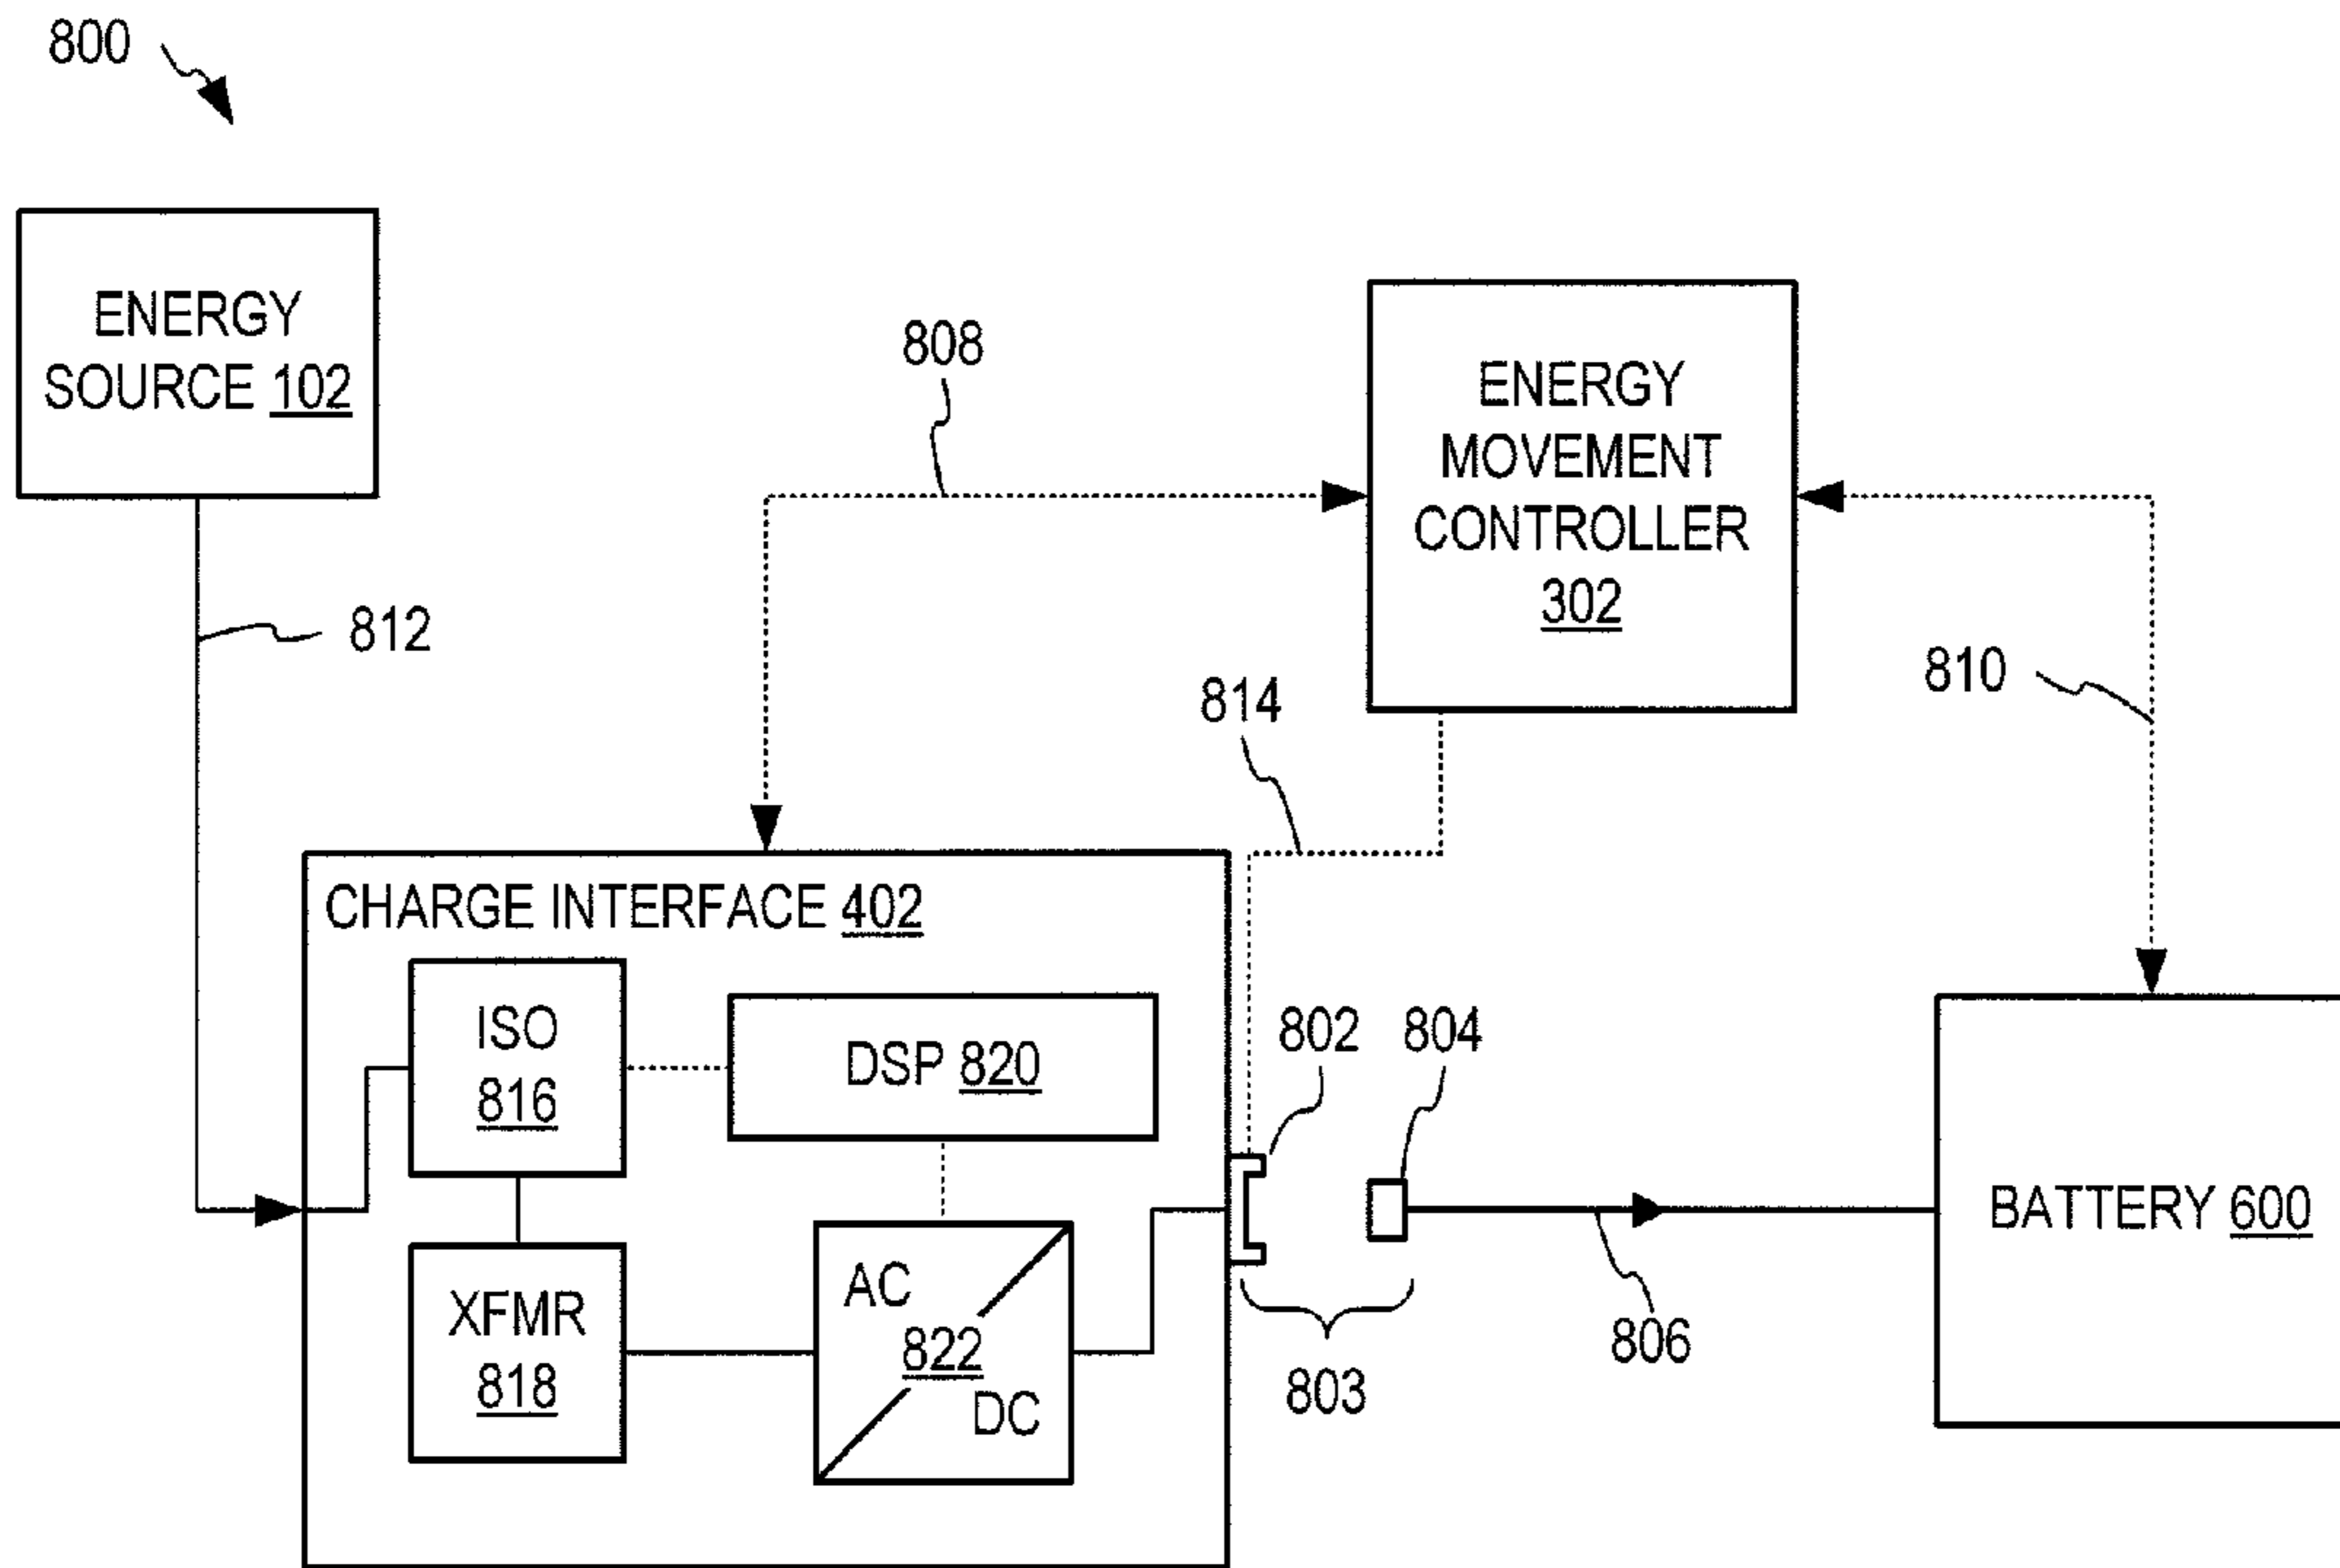 800
ENERGY
SOURCE 102
808
ENERGY
MOVEMENT
CONTROLLER
302
812
810
814
CHARGE INTERFACE 402
ISO
816
DSP 820
802
804
BATTERY 600
XFMR
818
AC
822
DC
803
806